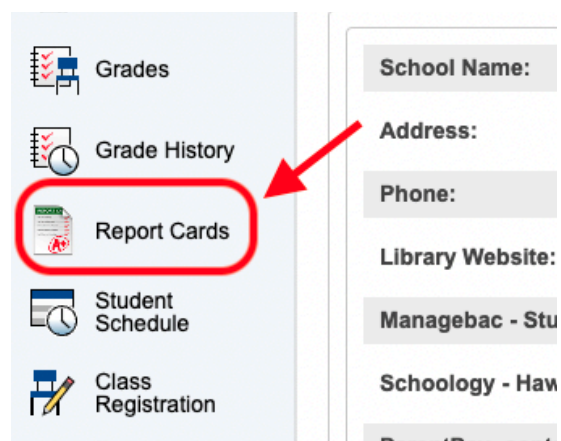 Grades
Grade History
Report Cards
Student
Schedule
Class
Registration
School Name:
Address:
Phone:
Library Website:
Managebac - Stu
Schoology - Haw